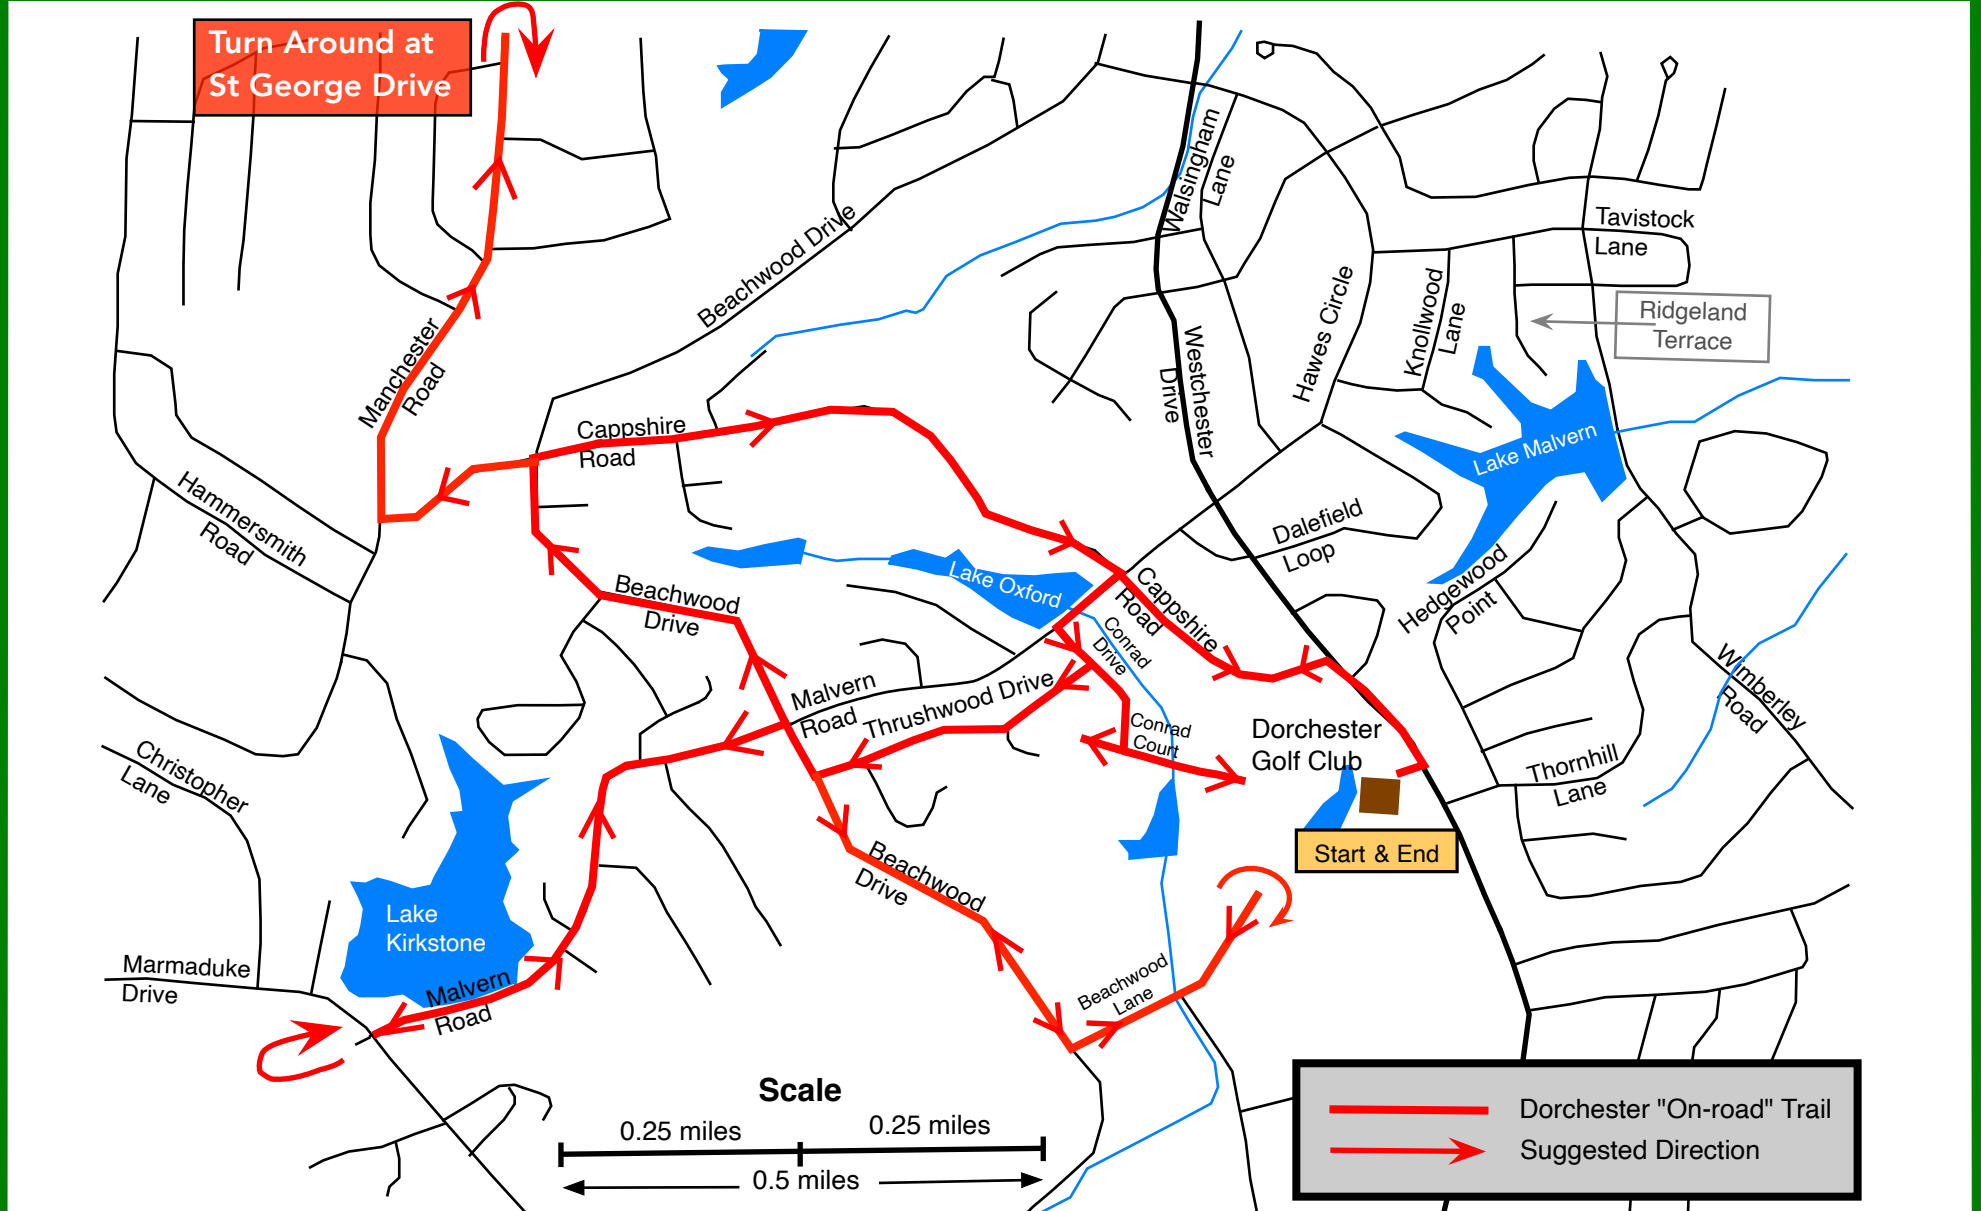 Turn Around at
St George Drive
Walsingham
Lane
Tavistock
Lane
Beachwood Drive
Ridgeland
Terrace
Hawes Circle
Knollwood
Lane
Westchester
Drive
Manchester
Road
Cappshire
Road
Lake Malvern
Hammersmith
Road
Dalefield
Loop
Hedgewood
Point
Lake Oxford
Cappshire
Road
Beachwood
Drive
Conrad
Drive
Wimberley
Road
Malvern
Road
Thrushwood Drive
Conrad
Court
Dorchester
Golf Club
Thornhill
Lane
Christopher
Lane
Start & End
Beachwood
Drive
Lake
Kirkstone
Marmaduke
Drive
Malvern
Road
Beachwood
Lane
Scale
0.25 miles
0.25 miles
0.5 miles
Dorchester "On-road" Trail
Suggested Direction